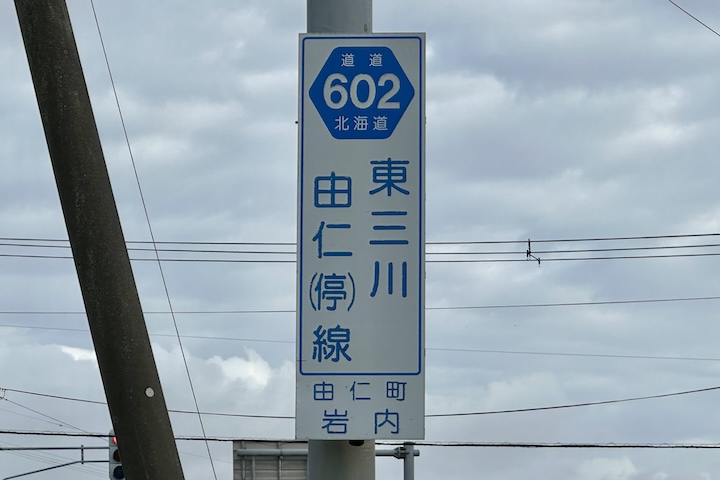 道道
602
北海道
東三川
由仁(停)線
由仁町
岩内